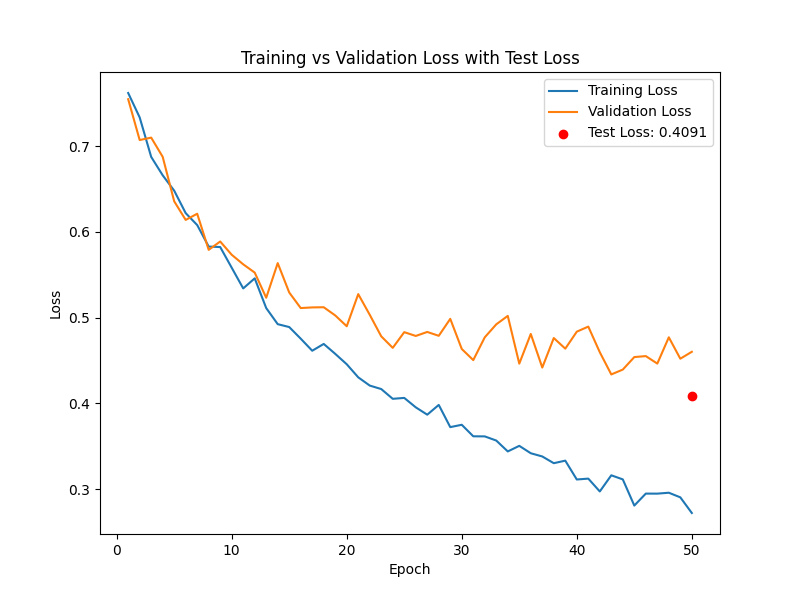 Training vs Validation Loss with Test Loss
Training Loss
Validation Loss
Test Loss: 0.4091
0.7
0.6
0.5
0.4
0.3
Loss
0
10
20
30
40
50
Epoch